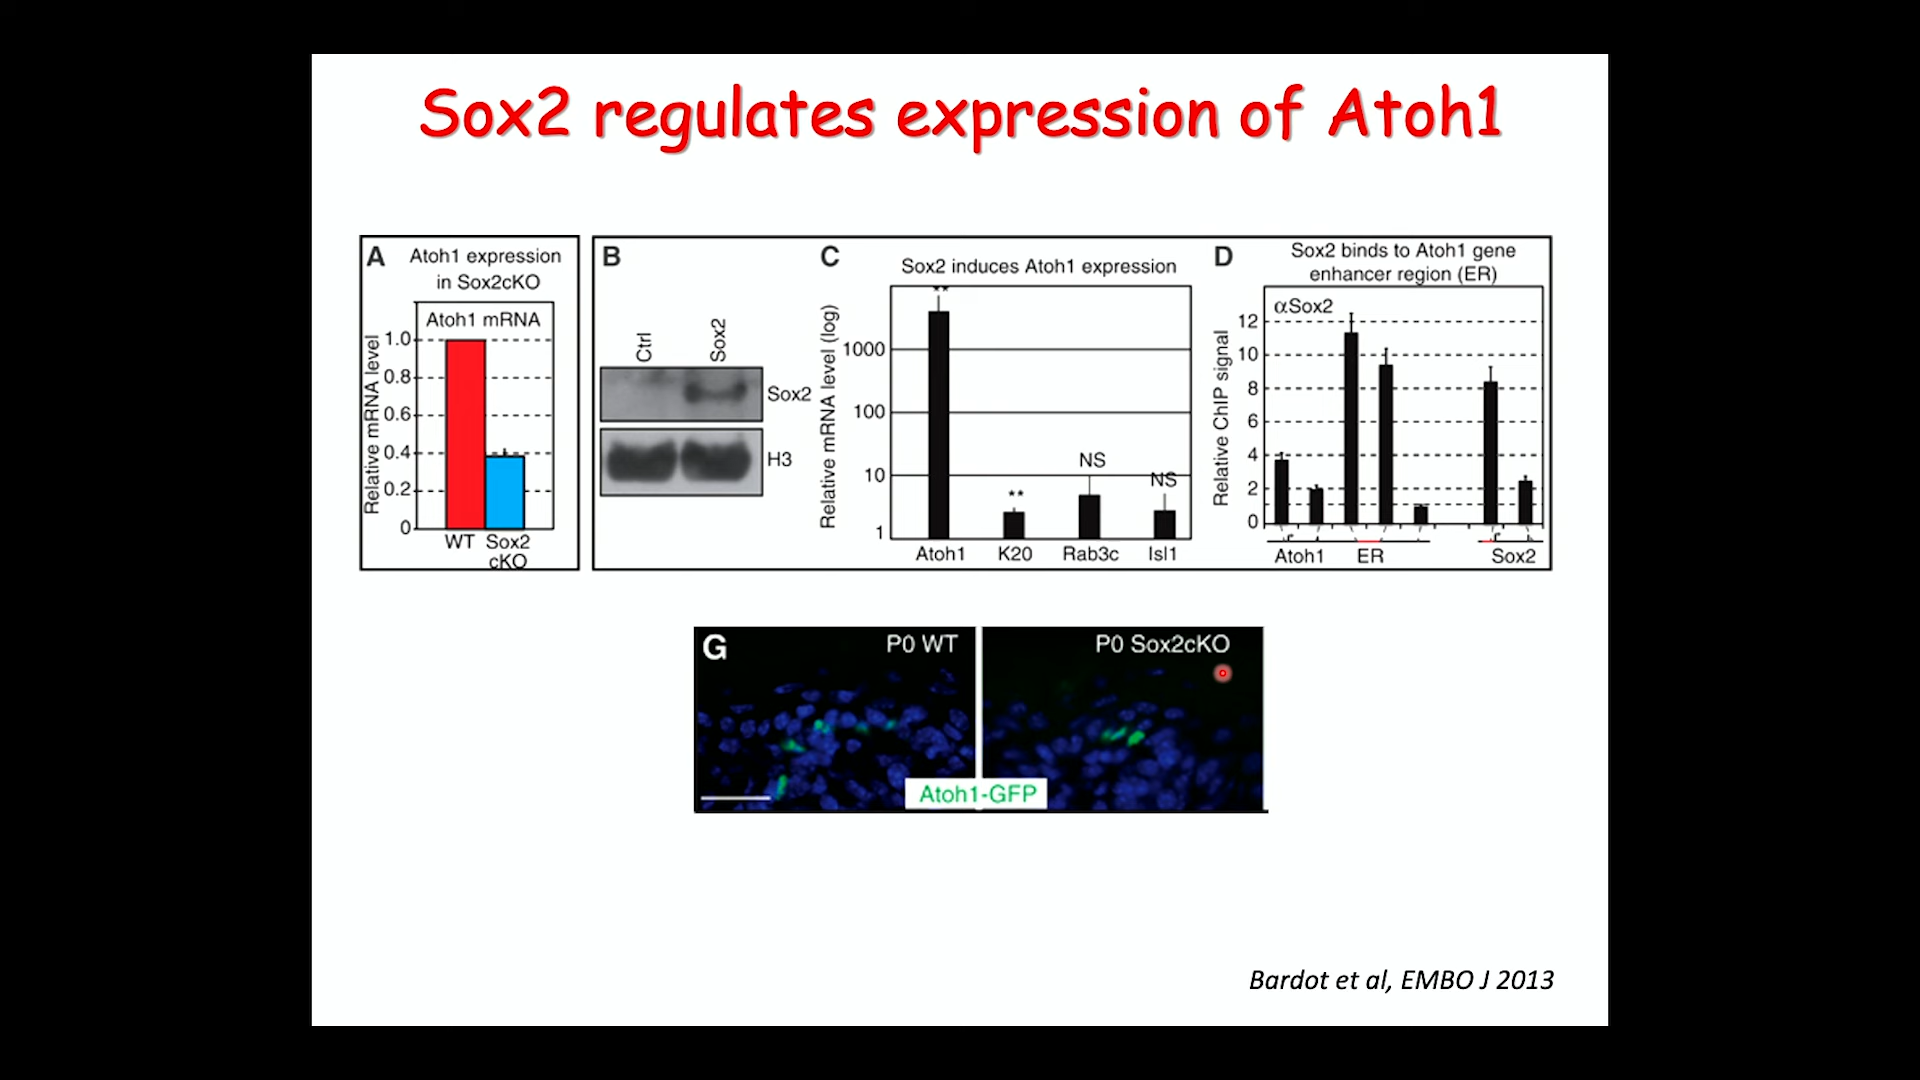 Sox2 regulates expression of Atoh1
A
Atoh1 expression
in Sox2cKO
Atoh1 mRNA
Relative mRNA level
1.0
0.8
0.6
0.4
0.2
0
WT
Sox2
cKO
B
Ctrl
Sox2
Sox2
H3
C
Sox2 induces Atoh1 expression
Relative mRNA level (log)
1000
100
10
1
**
**
NS
NS
Atoh1
K20
Rab3c
Isl1
D
Sox2 binds to Atoh1 gene
enhancer region (ER)
αSox2
Relative ChIP signal
12
10
8
6
4
2
0
Atoh1
ER
Sox2
G
P0 WT
P0 Sox2cKO
Atoh1-GFP
Bardot et al, EMBO J 2013